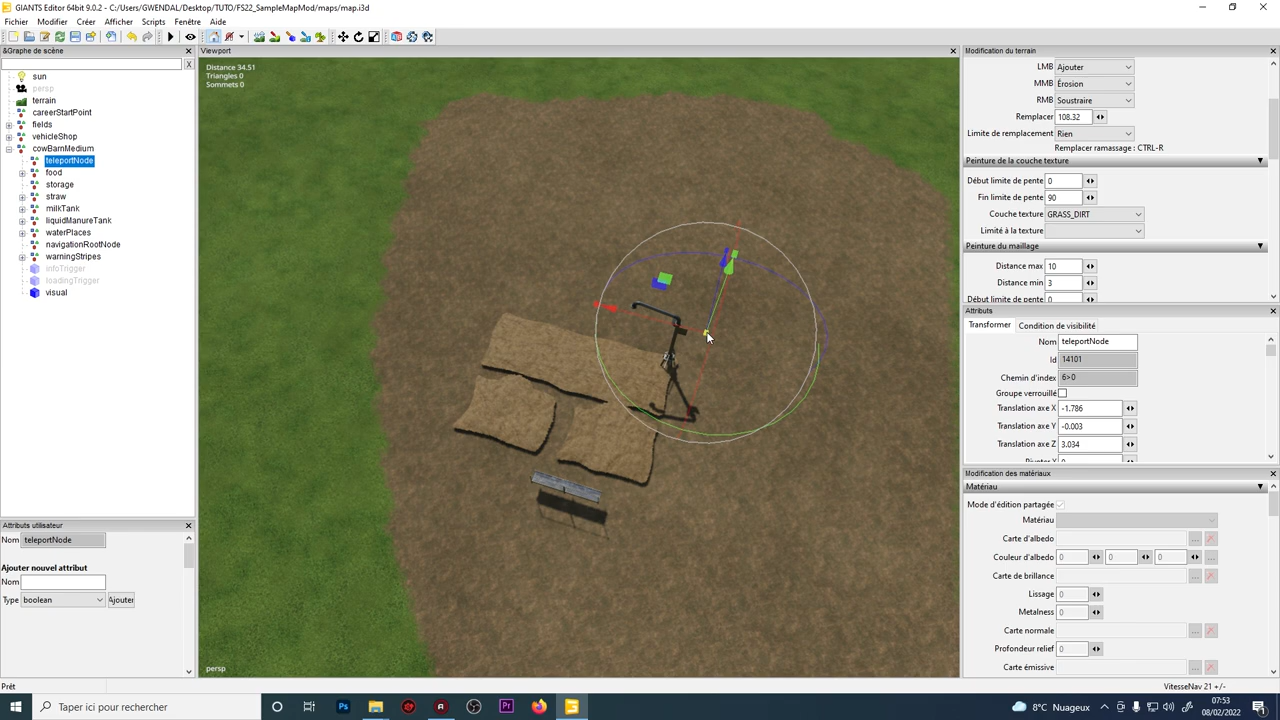 GIANTS Editor 64bit 9.0.2 - C:/Users/GWENDAL/Desktop/TUTO/FS22_SampleMapMod/maps/map.i3d
Fichier Modifier Créer Afficher Scripts Fenêtre Aide
&Graphe de scène
X
sun
persp
terrain
careerStartPoint
fields
vehicleShop
cowBarnMedium
teleportNode
food
storage
straw
milkTank
liquidManureTank
waterPlaces
navigationRootNode
warningStripes
infoTrigger
loadingTrigger
visual
Attributs utilisateur
Nom teleportNode
Ajouter nouvel attribut
Nom
Type boolean Ajouter
Viewport
Distance 34.51
Triangles 0
Sommets 0
persp
Modification du terrain
LMB Ajouter
MMB Érosion
RMB Soustraire
Remplacer 108.32
Limite de remplacement Rien
Remplacer ramassage : CTRL-R
Peinture de la couche texture
Début limite de pente 0
Fin limite de pente 90
Couche texture GRASS_DIRT
Limité à la texture
Peinture du maillage
Distance max 10
Distance min 3
Début limite de pente 0
Attributs
Transformer Condition de visibilité
Nom teleportNode
Id 14101
Chemin d'index 6>0
Groupe verrouillé
Translation axe X -1.786
Translation axe Y -0.003
Translation axe Z 3.034
Modification des matériaux
Matériau
Mode d'édition partagée
Matériau
Carte d'albedo ...
Couleur d'albedo 0 0 0 ...
Carte de brillance ...
Lissage 0
Metalness 0
Carte normale ...
Profondeur relief 0
Carte émissive ...
Prêt
VitesseNav 21 +/-
Taper ici pour rechercher
8°C Nuageux
07:53
08/02/2022